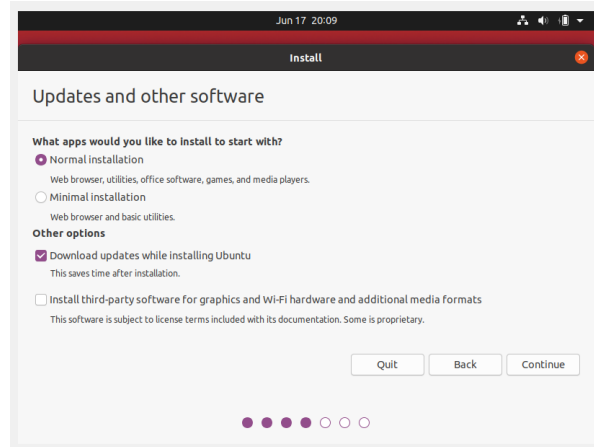 Jun 17 20:09
Install
Updates and other software
What apps would you like to install to start with?
Normal installation
Web browser, utilities, office software, games, and media players.
Minimal installation
Web browser and basic utilities.
Other options
Download updates while installing Ubuntu
This saves time after installation.
Install third-party software for graphics and Wi-Fi hardware and additional media formats
This software is subject to license terms included with its documentation. Some is proprietary.
Quit Back Continue